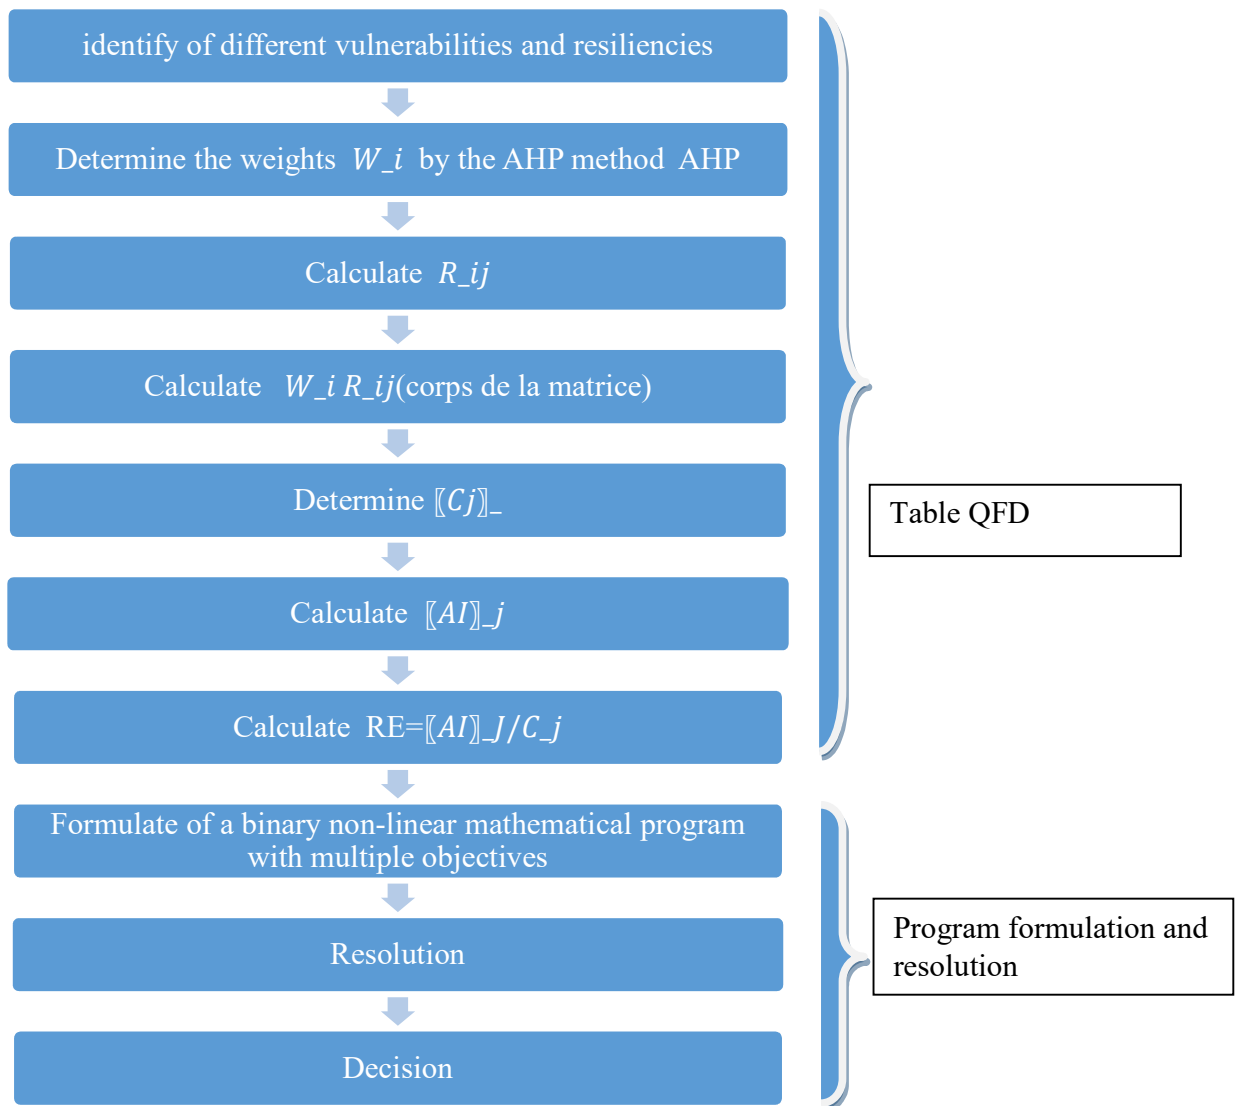 identify of different vulnerabilities and resiliencies
Determine the weights W_i by the AHP method AHP
Calculate R_ij
Calculate W_i R_ij(corps de la matrice)
Determine 〖Cj〗_
Calculate 〖AI〗_j
Calculate RE=〖AI〗_J/C_j
Table QFD
Formulate of a binary non-linear mathematical program
with multiple objectives
Resolution
Decision
Program formulation and
resolution